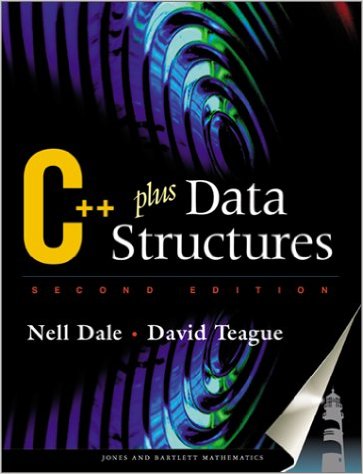 C++ plus Data
Structures
SECOND EDITION
Nell Dale • David Teague
JONES AND BARTLETT MATHEMATICS